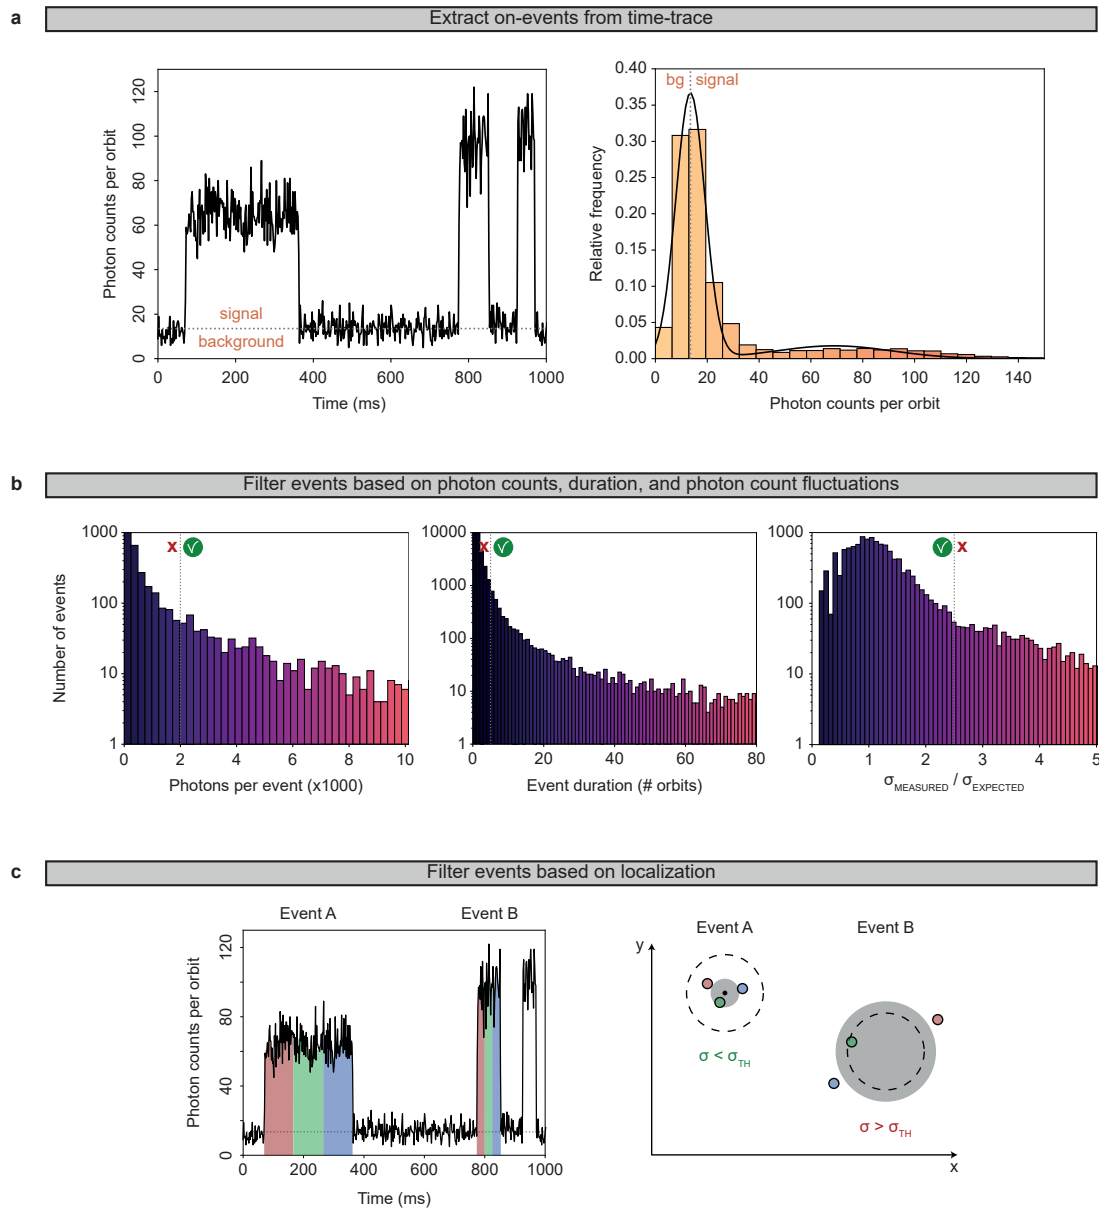 a
Extract on-events from time-trace
Photon counts per orbit
0
20
40
60
80
100
120
signal
background
0
200
400
600
800
1000
Time (ms)
Relative frequency
0.40
0.35
0.30
0.25
0.20
0.15
0.10
0.05
0.00
bg signal
0
20
40
60
80
100
120
140
Photon counts per orbit
b
Filter events based on photon counts, duration, and photon count fluctuations
Number of events
1000
100
10
1
x √
0
2
4
6
8
10
Photons per event (x1000)
10000
1000
100
10
1
x √
0
20
40
60
80
Event duration (# orbits)
1000
100
10
1
√ x
0
1
2
3
4
5
σMEASURED / σEXPECTED
c
Filter events based on localization
Event A
Event B
Photon counts per orbit
0
40
80
120
0
200
400
600
800
1000
Time (ms)
y
Event A
Event B
σ < σTH
σ > σTH
x